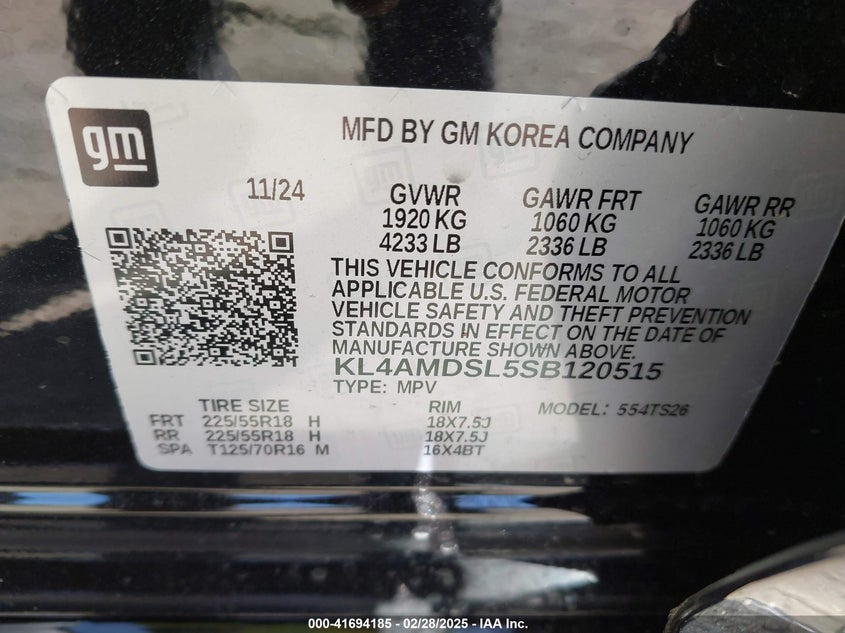 gm
MFD BY GM KOREA COMPANY
11/24
GVWR GAWR FRT GAWR RR
1920 KG 1060 KG 1060 KG
4233 LB 2336 LB 2336 LB
THIS VEHICLE CONFORMS TO ALL
APPLICABLE U.S. FEDERAL MOTOR
VEHICLE SAFETY AND THEFT PREVENTION
STANDARDS IN EFFECT ON THE DATE OF
MANUFACTURE SHOWN ABOVE.
KL4AMDSL5SB120515
TYPE: MPV
TIRE SIZE RIM MODEL: 554TS26
FRT 225/55R18 H 18X7.5J
RR 225/55R18 H 18X7.5J
SPA T125/70R16 M 16X4BT
000-41694185 - 02/28/2025 - IAA Inc.